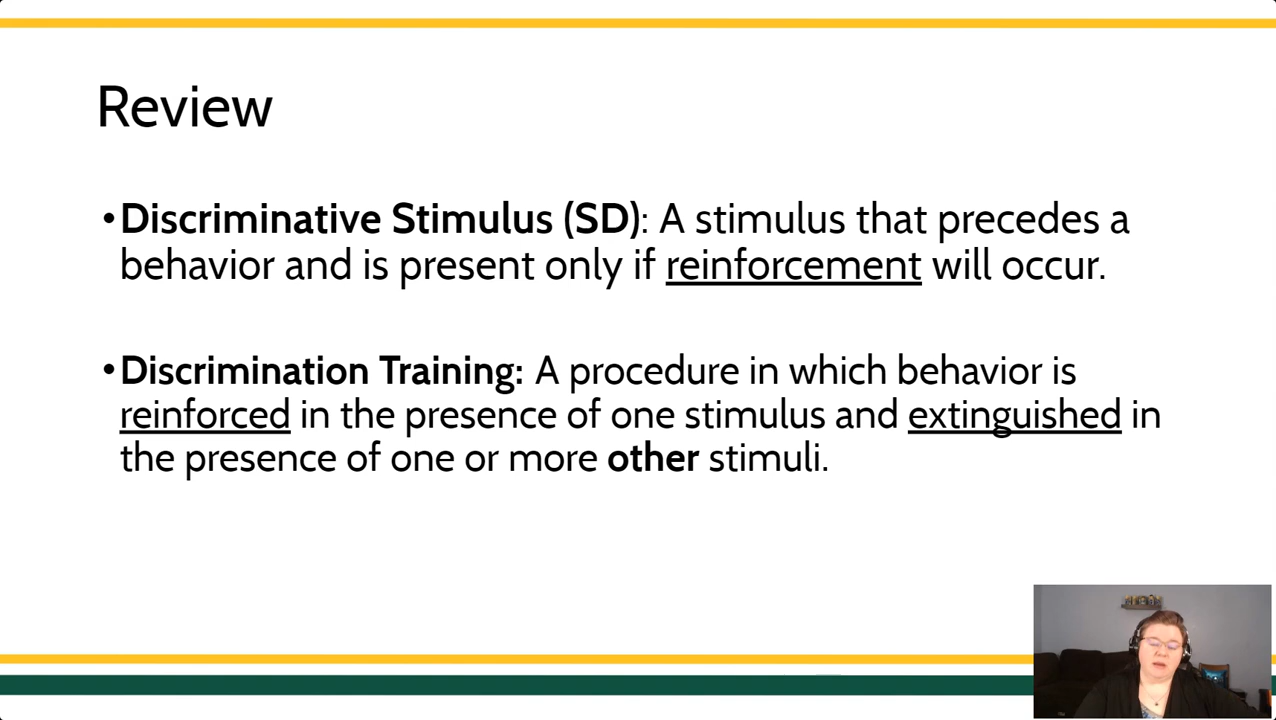 Review
•Discriminative Stimulus (SD): A stimulus that precedes a
behavior and is present only if reinforcement will occur.
•Discrimination Training: A procedure in which behavior is
reinforced in the presence of one stimulus and extinguished in
the presence of one or more other stimuli.